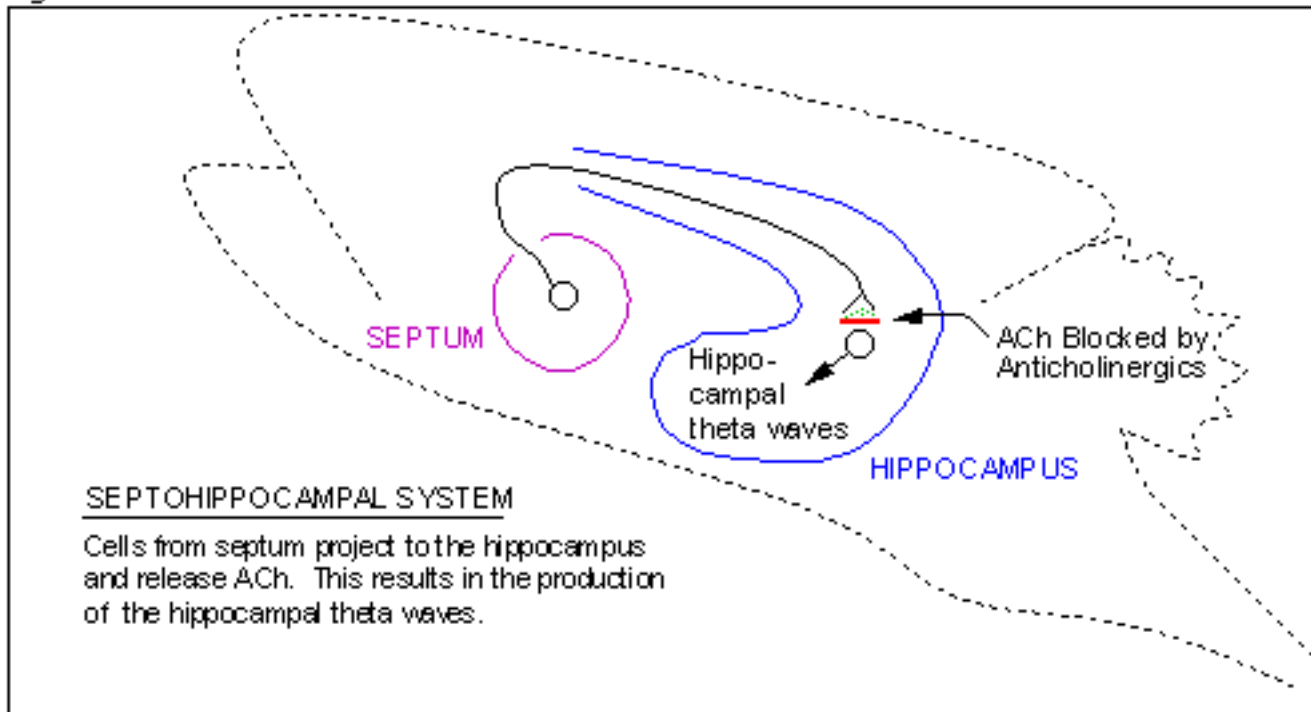 SEPTUM
Hippo-
campal
theta waves
ACh Blocked by
Anticholinergics
HIPPOCAMPUS
SEPTOHIPPOCAMPAL SYSTEM
Cells from septum project to the hippocampus
and release ACh. This results in the production
of the hippocampal theta waves.